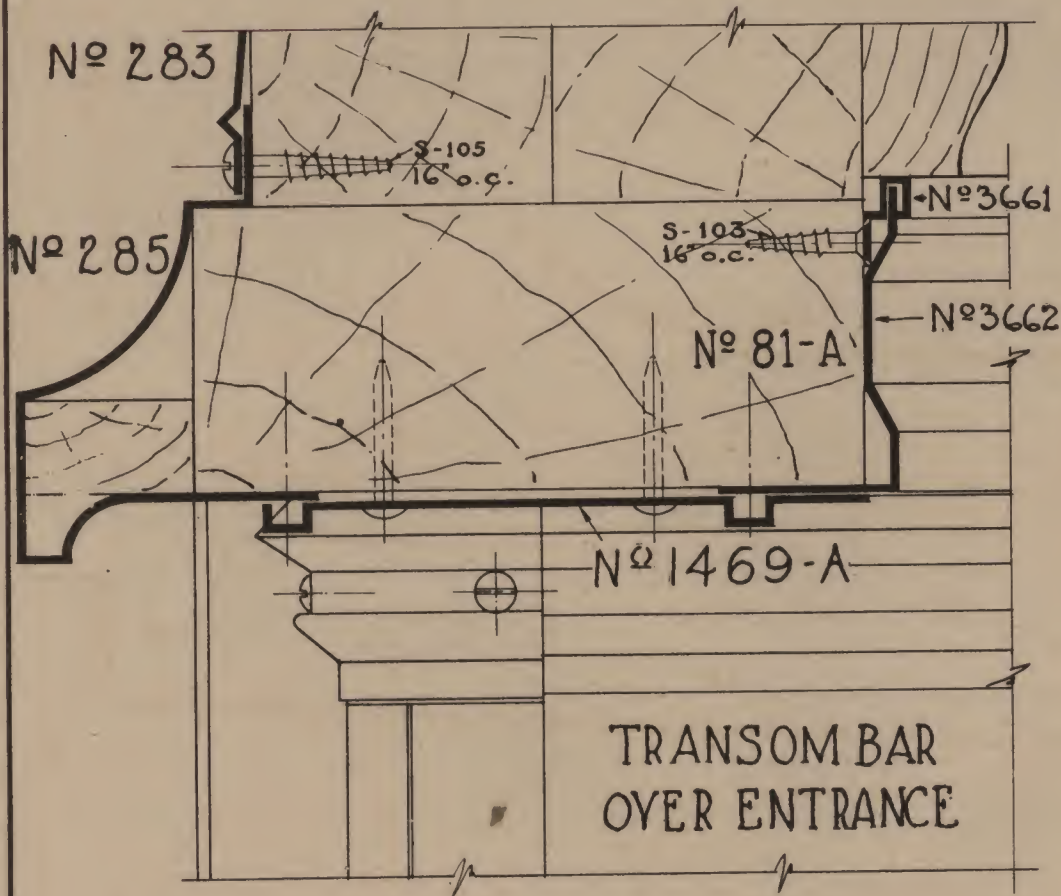 Nº 283
S-105
16" o.c.
Nº 3661
S-103
16" o.c.
Nº 285
Nº 3662
Nº 81-A
Nº 1469-A
TRANSOM BAR
OVER ENTRANCE